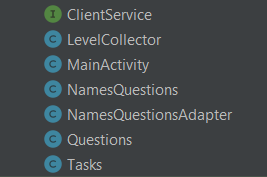 I ClientService
C LevelCollector
C MainActivity
C NamesQuestions
C NamesQuestionsAdapter
C Questions
C Tasks